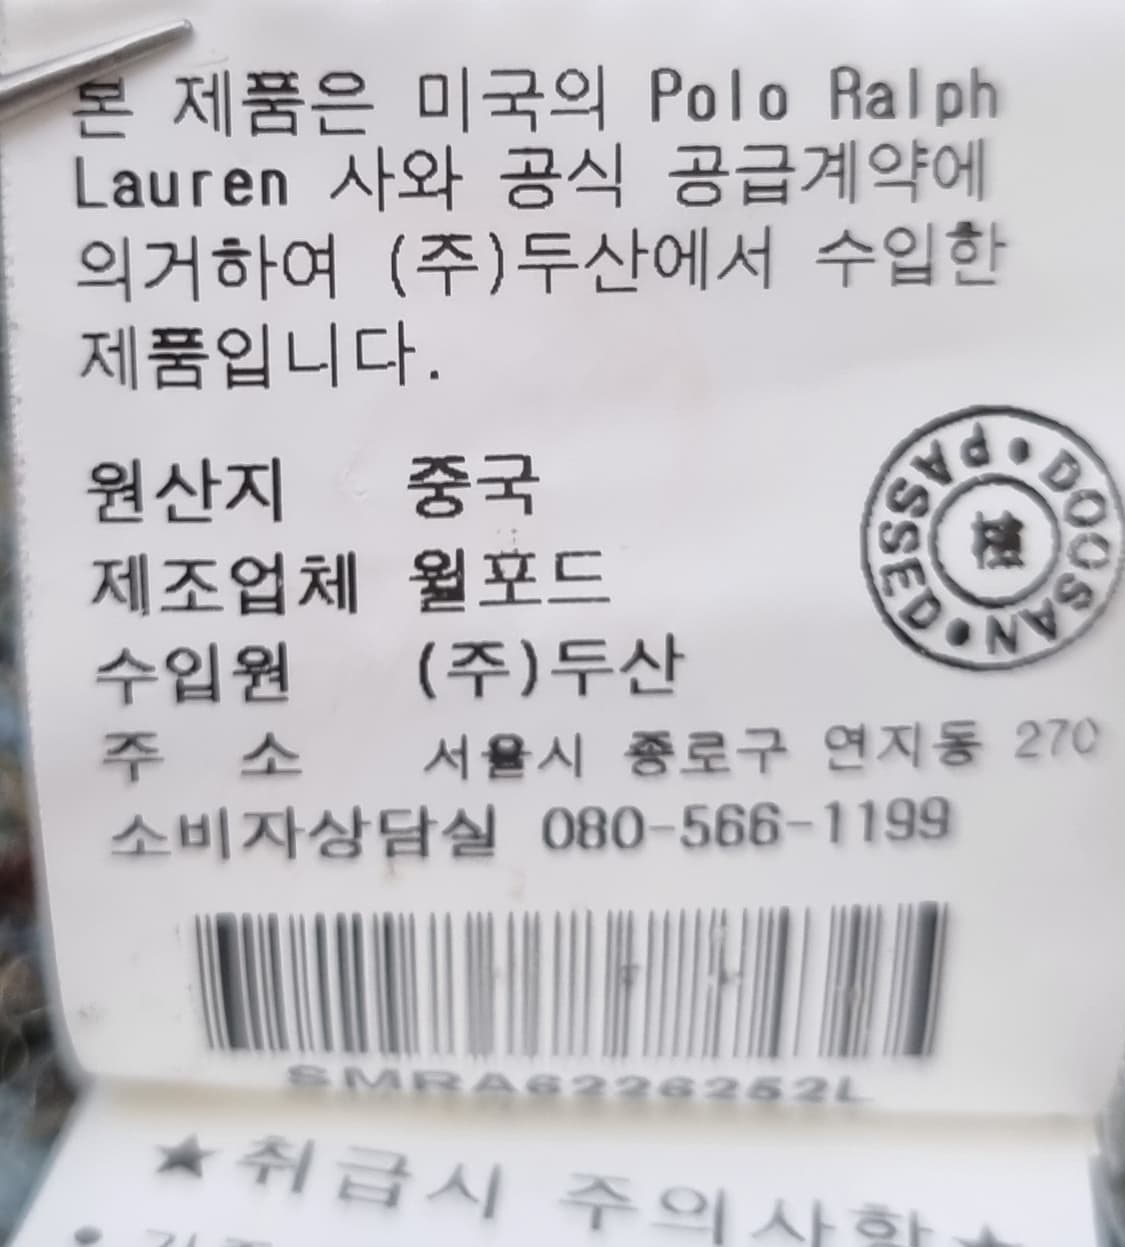 본 제품은 미국의 Polo Ralph
Lauren 사와 공식 공급계약에
의거하여 (주)두산에서 수입한
제품입니다.
원산지 중국
제조업체 월포드
수입원 (주)두산
주 소 서울시 종로구 연지동 270
소비자상담실 080-566-1199
DOOSAN • PASSED •
SMRA6226252L
★취급시 주의사항★